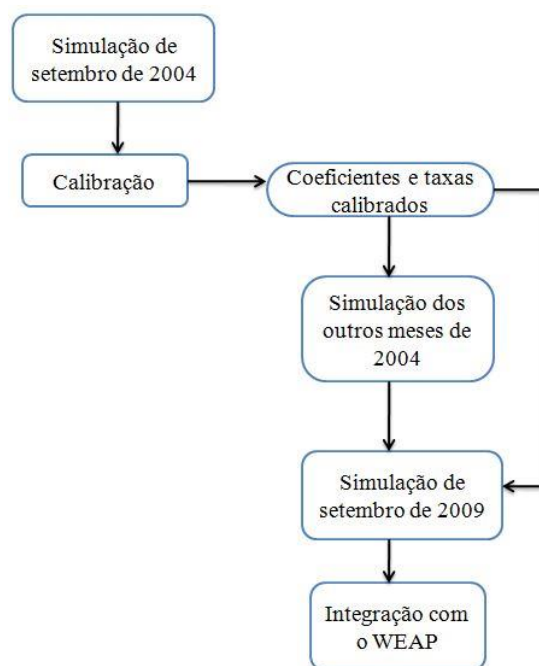 Simulação de
setembro de 2004
Calibração
Coeficientes e taxas
calibrados
Simulação dos
outros meses de
2004
Simulação de
setembro de 2009
Integração com
o WEAP